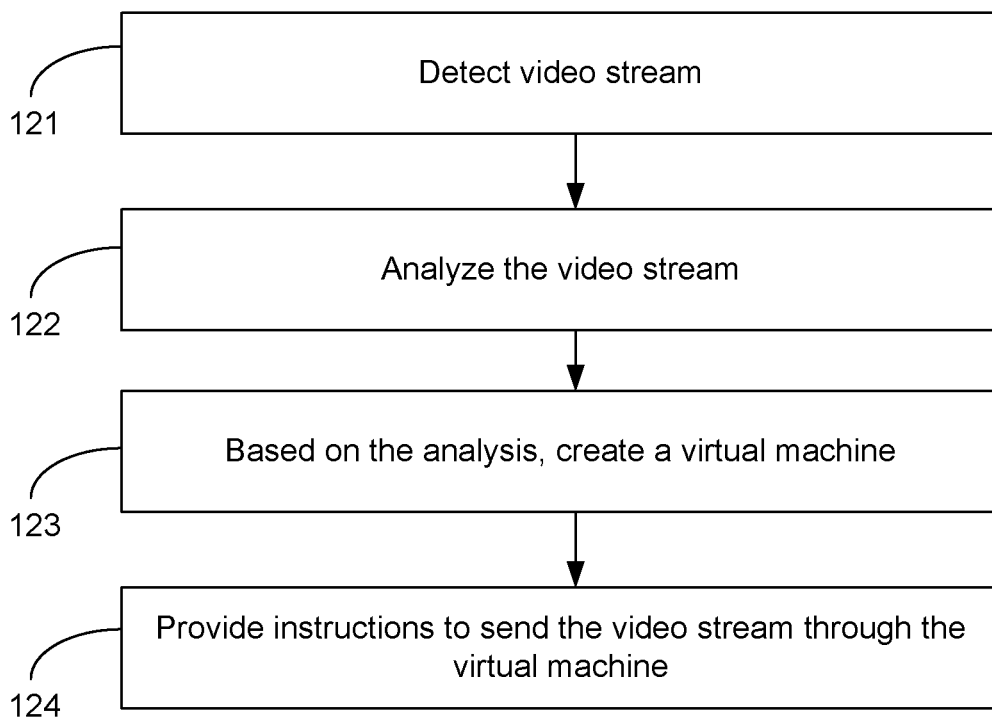 Detect video stream
121
Analyze the video stream
122
Based on the analysis, create a virtual machine
123
Provide instructions to send the video stream through the
virtual machine
124